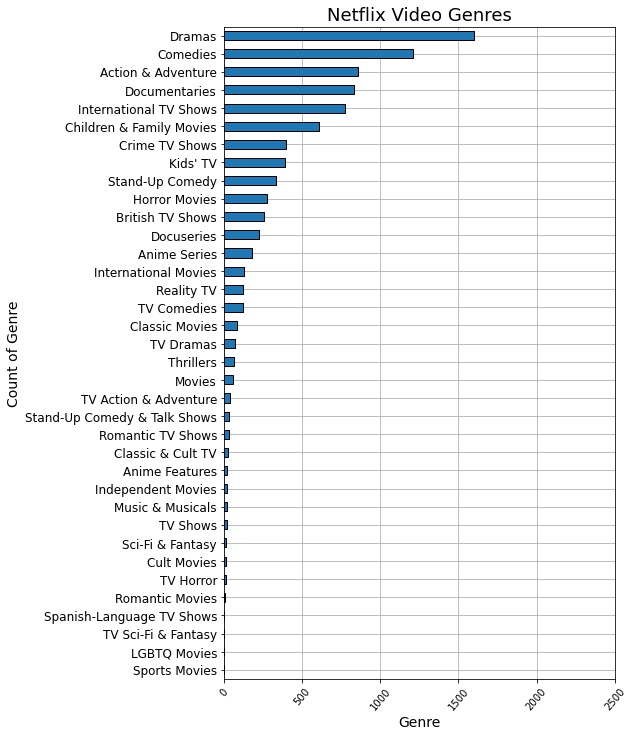 Netflix Video Genres
Dramas
Comedies
Action & Adventure
Documentaries
International TV Shows
Children & Family Movies
Crime TV Shows
Kids' TV
Stand-Up Comedy
Horror Movies
British TV Shows
Docuseries
Anime Series
International Movies
Reality TV
TV Comedies
Classic Movies
TV Dramas
Thrillers
Movies
TV Action & Adventure
Stand-Up Comedy & Talk Shows
Romantic TV Shows
Classic & Cult TV
Anime Features
Independent Movies
Music & Musicals
TV Shows
Sci-Fi & Fantasy
Cult Movies
TV Horror
Romantic Movies
Spanish-Language TV Shows
TV Sci-Fi & Fantasy
LGBTQ Movies
Sports Movies
Count of Genre
0 500 1000 1500 2000 2500
Genre